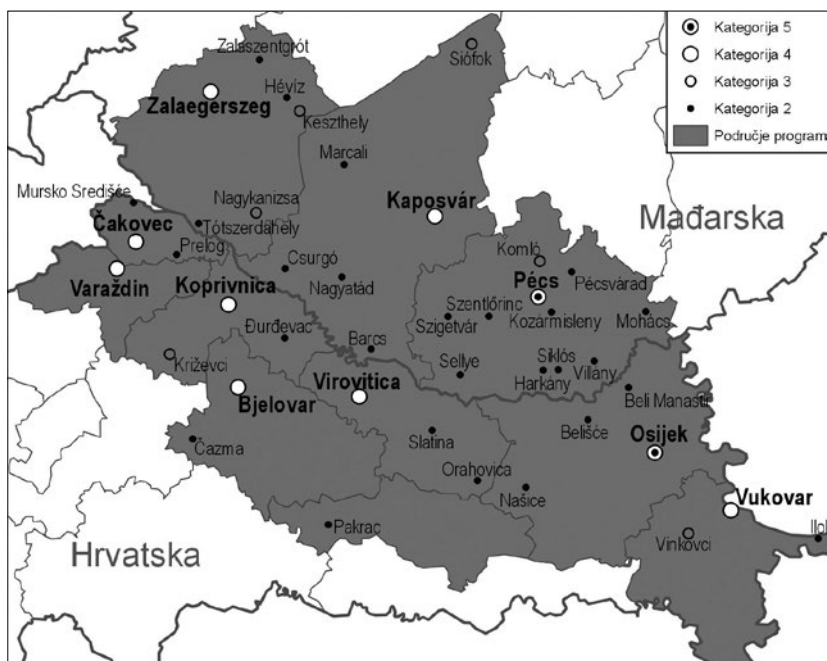 Kategorija 5
Kategorija 4
Kategorija 3
Kategorija 2
Područje program
Zalaszentgrót
Siófok
Hévíz
Zalaegerszeg
Keszthely
Marcali
Mursko Središće
Nagykanizsa
Kaposvár
Mađarska
Čakovec
Tótszerdahely
Prelog
Komló
Varaždin
Koprivnica
Csurgó
Nagyatád
Pécs
Pécsvárad
Szentlőrinc
Szigetvár
Kozármisleny
Mohács
Đurđevac
Barcs
Križevci
Sellye
Siklós
Harkány
Villány
Virovitica
Bjelovar
Beli Manastir
Čazma
Slatina
Belišće
Osijek
Orahovica
Našice
Vukovar
Pakrac
Hrvatska
Vinkovci
Ilok